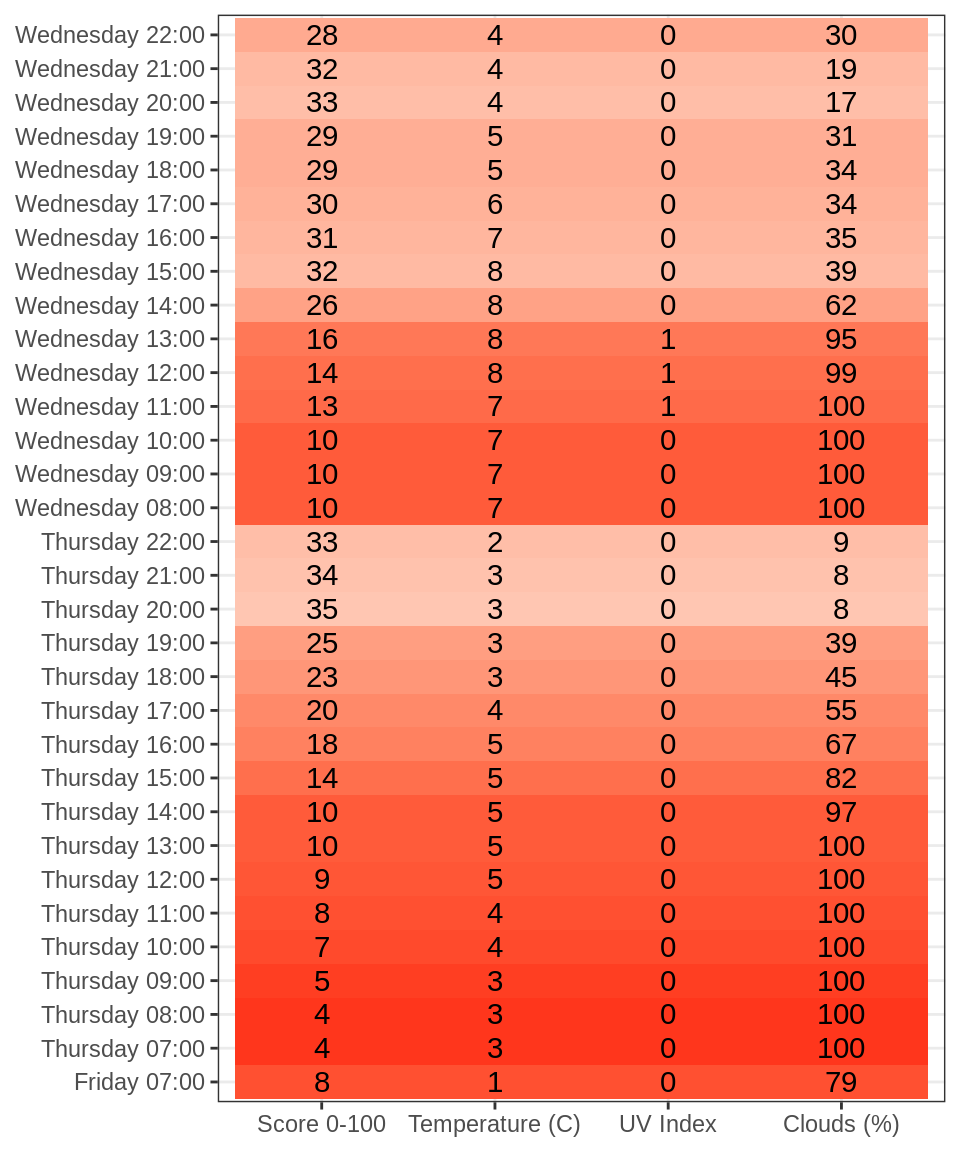 Wednesday 22:00 28 4 0 30
Wednesday 21:00 32 4 0 19
Wednesday 20:00 33 4 0 17
Wednesday 19:00 29 5 0 31
Wednesday 18:00 29 5 0 34
Wednesday 17:00 30 6 0 34
Wednesday 16:00 31 7 0 35
Wednesday 15:00 32 8 0 39
Wednesday 14:00 26 8 0 62
Wednesday 13:00 16 8 1 95
Wednesday 12:00 14 8 1 99
Wednesday 11:00 13 7 1 100
Wednesday 10:00 10 7 0 100
Wednesday 09:00 10 7 0 100
Wednesday 08:00 10 7 0 100
Thursday 22:00 33 2 0 9
Thursday 21:00 34 3 0 8
Thursday 20:00 35 3 0 8
Thursday 19:00 25 3 0 39
Thursday 18:00 23 3 0 45
Thursday 17:00 20 4 0 55
Thursday 16:00 18 5 0 67
Thursday 15:00 14 5 0 82
Thursday 14:00 10 5 0 97
Thursday 13:00 10 5 0 100
Thursday 12:00 9 5 0 100
Thursday 11:00 8 4 0 100
Thursday 10:00 7 4 0 100
Thursday 09:00 5 3 0 100
Thursday 08:00 4 3 0 100
Thursday 07:00 4 3 0 100
Friday 07:00 8 1 0 79
Score 0-100 Temperature (C) UV Index Clouds (%)